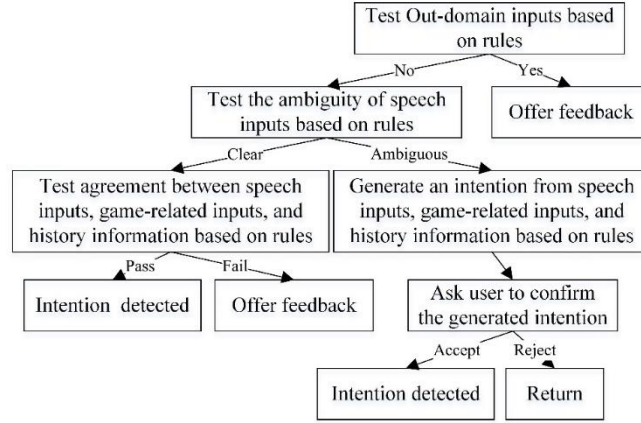 Test Out-domain inputs based
on rules
No
Yes
Test the ambiguity of speech
inputs based on rules
Offer feedback
Clear
Ambiguous
Test agreement between speech
inputs, game-related inputs, and
history information based on rules
Generate an intention from speech
inputs, game-related inputs, and
history information based on rules
Pass
Fail
Intention detected
Offer feedback
Ask user to confirm
the generated intention
Accept
Reject
Intention detected
Return